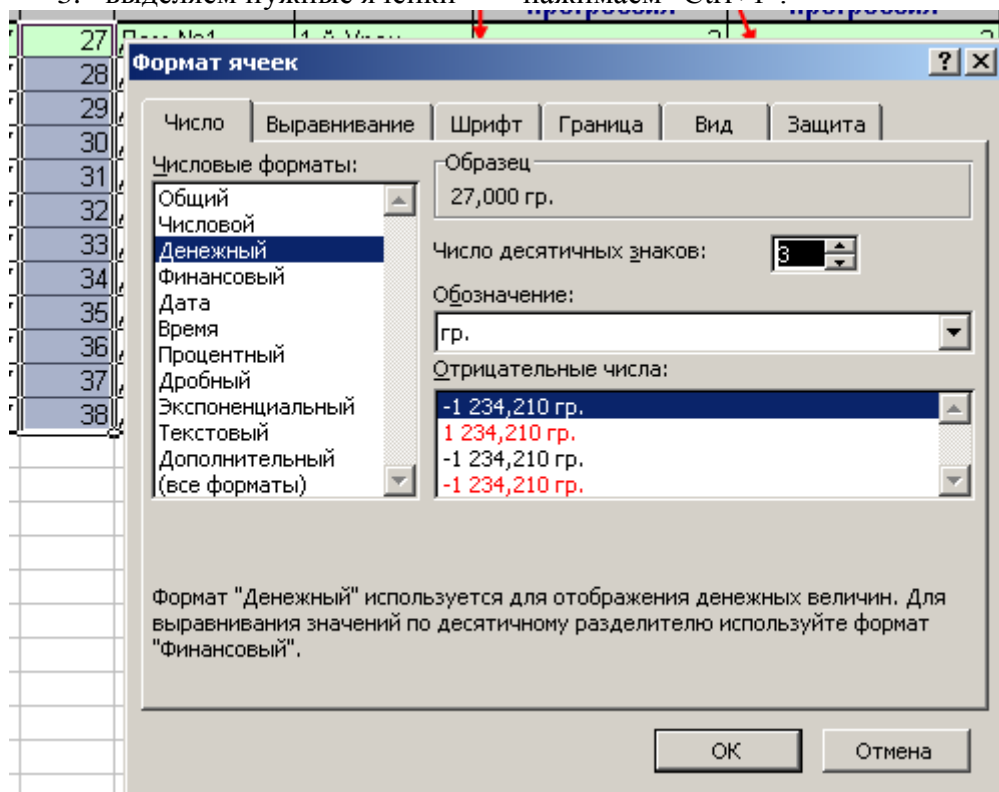 выделяем нужные ячейки
27
28
29
30
31
32
33
34
35
36
37
38
Формат ячеек
Число Выравнивание Шрифт Граница Вид Защита
Числовые форматы:
Общий
Числовой
Денежный
Финансовый
Дата
Время
Процентный
Дробный
Экспоненциальный
Текстовый
Дополнительный
(все форматы)
Образец
27,000 гр.
Число десятичных знаков: 3
Обозначение:
гр.
Отрицательные числа:
-1 234,210 гр.
1 234,210 гр.
-1 234,210 гр.
-1 234,210 гр.
Формат "Денежный" используется для отображения денежных величин. Для
выравнивания значений по десятичному разделителю используйте формат
"Финансовый".
ОК Отмена